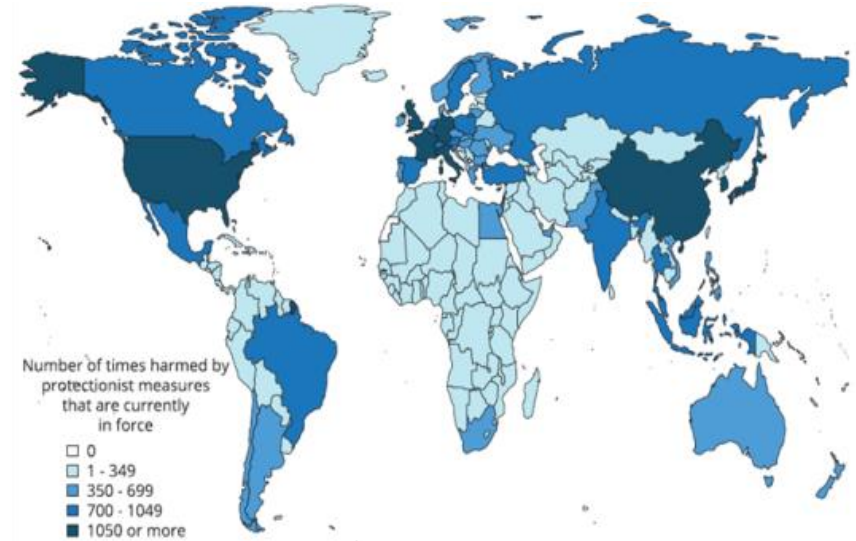 Number of times harmed by
protectionist measures
that are currently
in force
0
1 - 349
350 - 699
700 - 1049
1050 or more